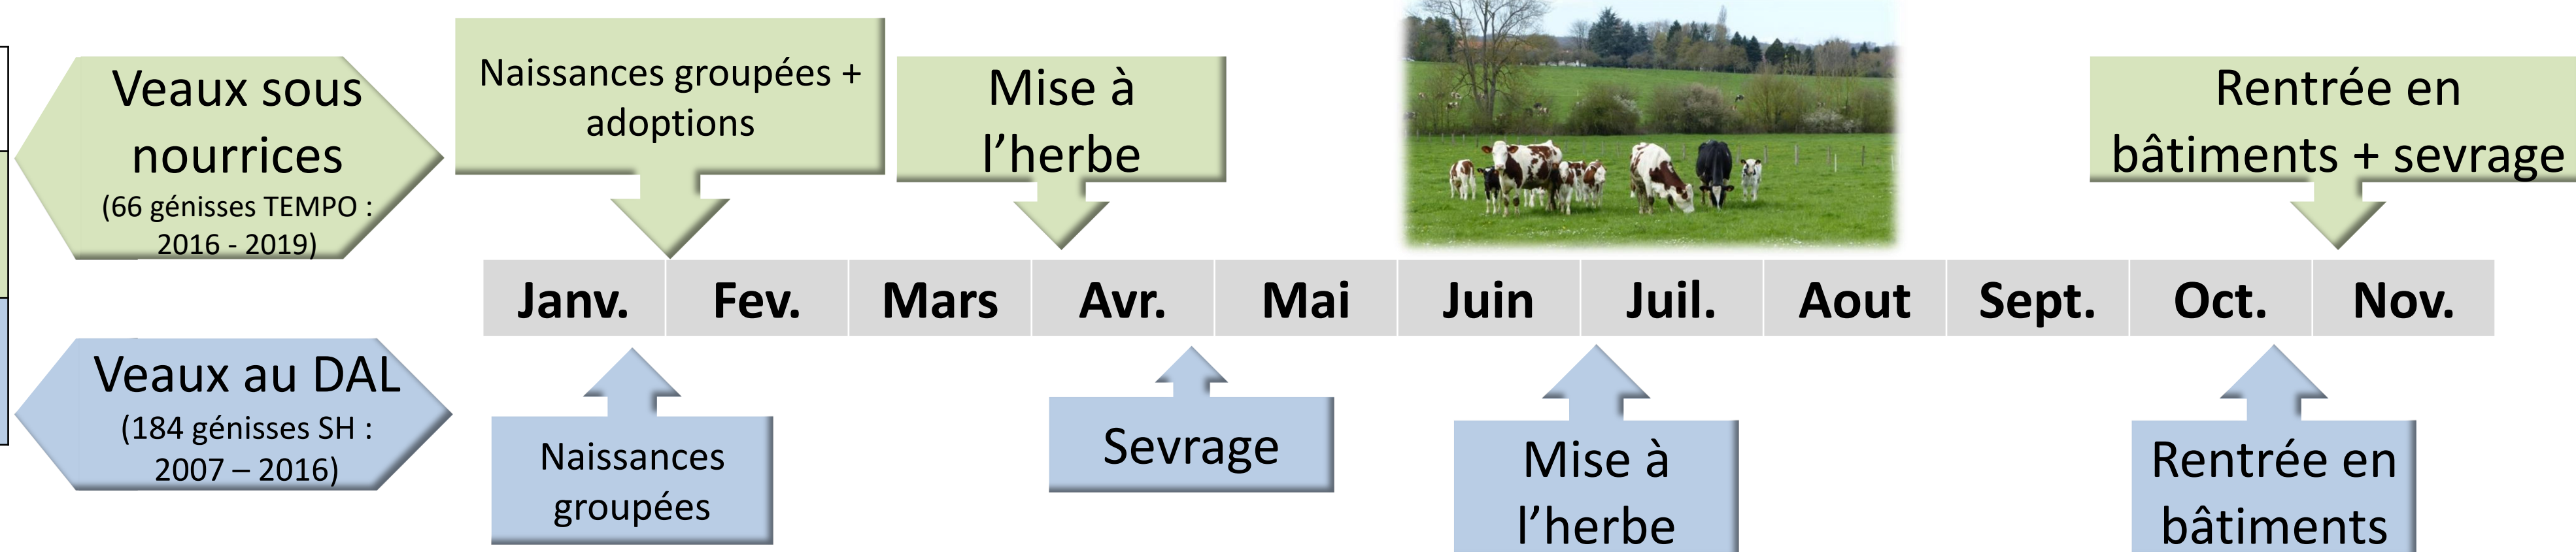 Veaux sous
nourrices
(66 génisses TEMPO :
2016 - 2019)
Naissances groupées +
adoptions
Mise à
l’herbe
Rentrée en
bâtiments + sevrage
Janv. Fev. Mars Avr. Mai Juin Juil. Aout Sept. Oct. Nov.
Veaux au DAL
(184 génisses SH :
2007 – 2016)
Naissances
groupées
Sevrage
Mise à
l’herbe
Rentrée en
bâtiments